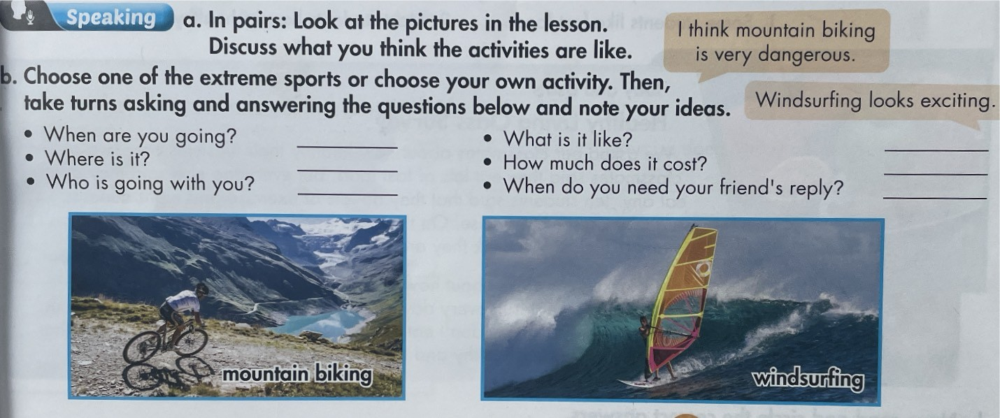 Speaking
a. In pairs: Look at the pictures in the lesson.
Discuss what you think the activities are like.
I think mountain biking
is very dangerous.
b. Choose one of the extreme sports or choose your own activity. Then,
take turns asking and answering the questions below and note your ideas.
Windsurfing looks exciting.
• When are you going? ________
• Where is it? ________
• Who is going with you? ________
• What is it like? ________
• How much does it cost? ________
• When do you need your friend's reply? ________
mountain biking
windsurfing